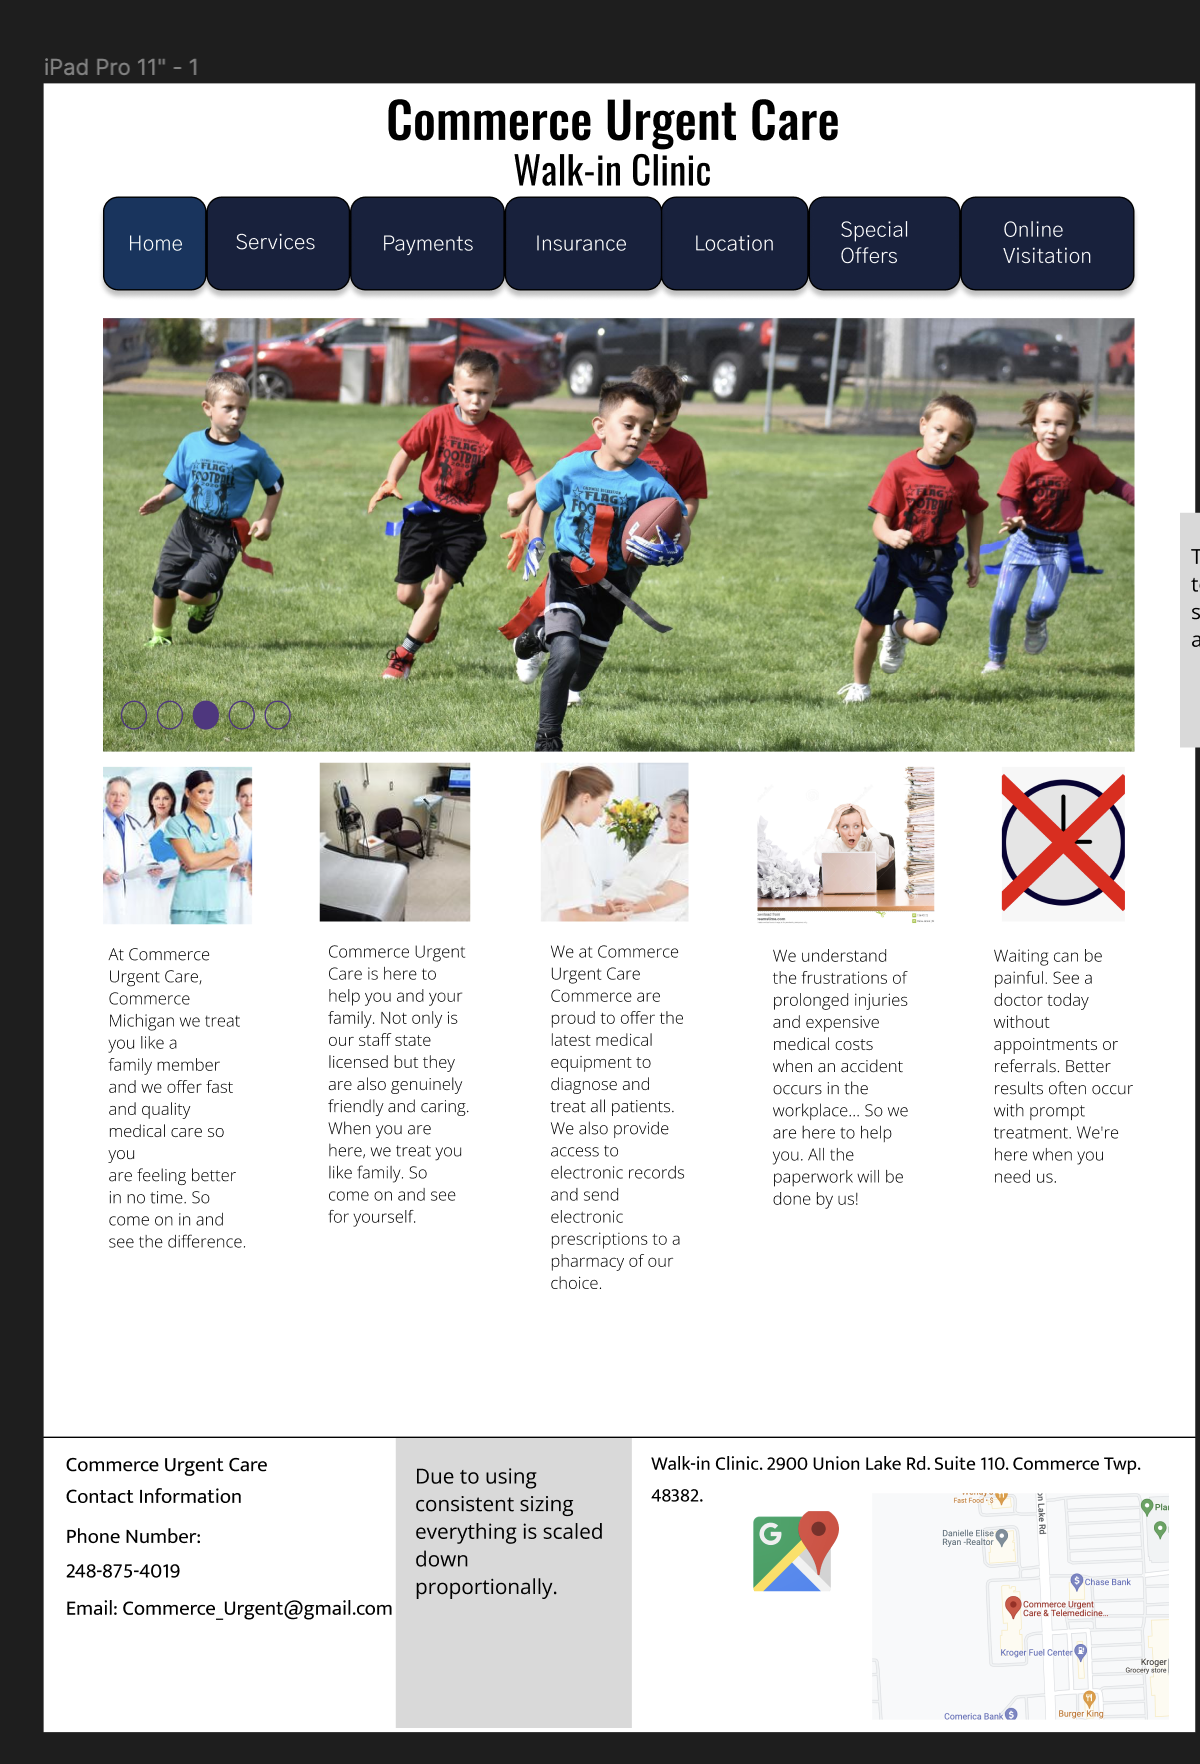 iPad Pro 11" - 1
Commerce Urgent Care
Walk-in Clinic
Home
Services
Payments
Insurance
Location
Special
Offers
Online
Visitation
FLAG
FOOTBALL
FLAG
FOOTBALL
FLAG
FOOTBALL
FLAG
FOOTBALL
FLAG
FOOTBALL
At Commerce
Urgent Care,
Commerce
Michigan we treat
you like a
family member
and we offer fast
and quality
medical care so
you
are feeling better
in no time. So
come on in and
see the difference.
Commerce Urgent
Care is here to
help you and your
family. Not only is
our staff state
licensed but they
are also genuinely
friendly and caring.
When you are
here, we treat you
like family. So
come on and see
for yourself.
We at Commerce
Urgent Care
Commerce are
proud to offer the
latest medical
equipment to
diagnose and
treat all patients.
We also provide
access to
electronic records
and send
electronic
prescriptions to a
pharmacy of our
choice.
We understand
the frustrations of
prolonged injuries
and expensive
medical costs
when an accident
occurs in the
workplace... So we
are here to help
you. All the
paperwork will be
done by us!
Waiting can be
painful. See a
doctor today
without
appointments or
referrals. Better
results often occur
with prompt
treatment. We're
here when you
need us.
Commerce Urgent Care
Contact Information
Phone Number:
248-875-4019
Email: Commerce_Urgent@gmail.com
Due to using
consistent sizing
everything is scaled
down
proportionally.
Walk-in Clinic. 2900 Union Lake Rd. Suite 110. Commerce Twp.
48382.
G
Fast Food · $
on Lake Rd
Danielle Elise
Ryan -Realtor
Chase Bank
Commerce Urgent
Care & Telemedicine...
Kroger Fuel Center
Kroger
Grocery store
Comerica Bank
Burger King